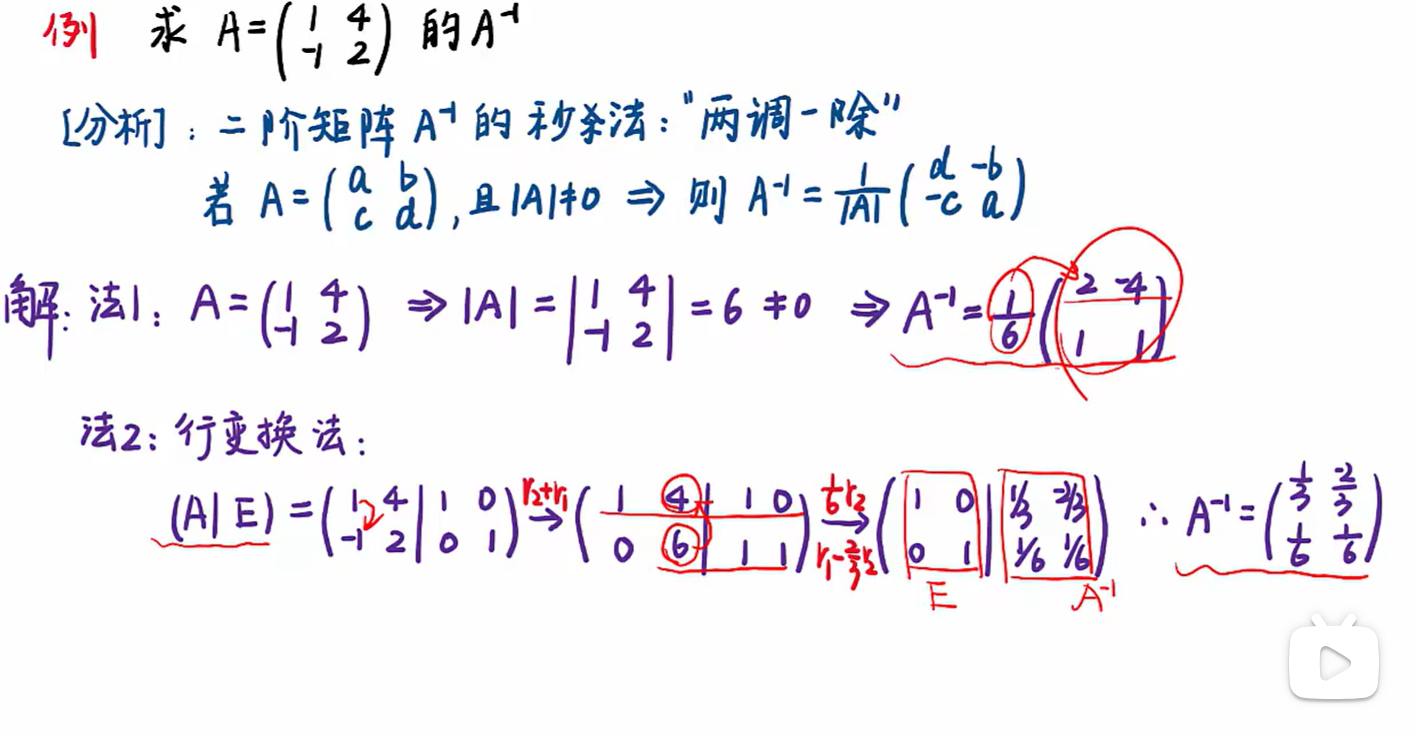 例 求 A=(1 4 -1 2) 的 A⁻¹
[分析]：二阶矩阵 A⁻¹ 的秒杀法："两调一除"
若 A=(a b c d), 且|A|≠0 ⇒ 则 A⁻¹=1/|A|(d -b -c a)
解: 法1: A=(1 4 -1 2) ⇒ |A|=|1 4 -1 2|=6≠0 ⇒ A⁻¹=1/6(2 -4 1 1)
法2: 行变换法:
(A|E)=(1 4|1 0 -1 2|0 1) r₂+r₁→ (1 4|1 0 0 6|1 1) 1/6r₂→r₁-2/3r₂ (1 0|1/3 -2/3 0 1|1/6 1/6) ∴ A⁻¹=(1/3 -2/3 1/6 1/6)
E A⁻¹